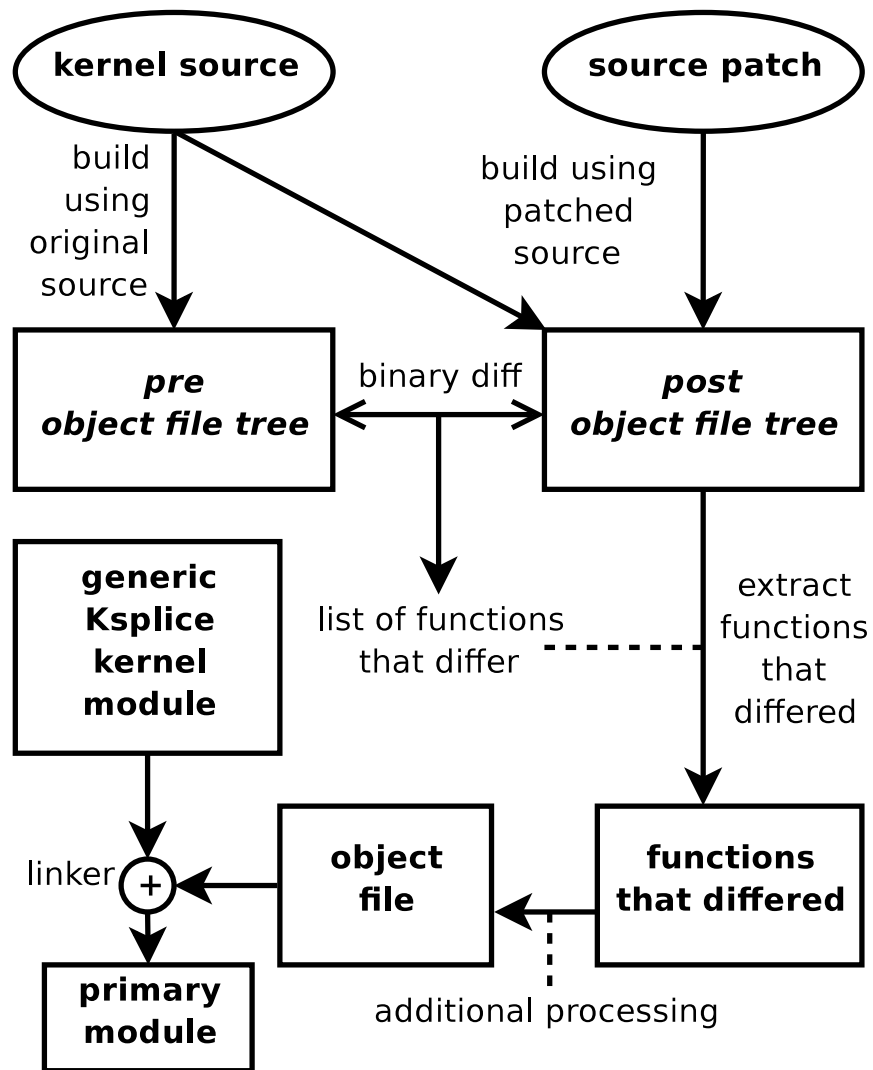 kernel source
source patch
build
using
original
source
build using
patched
source
pre
object file tree
binary diff
post
object file tree
generic
Ksplice
kernel
module
list of functions
that differ
extract
functions
that
differed
linker
+
object
file
functions
that differed
primary
module
additional processing